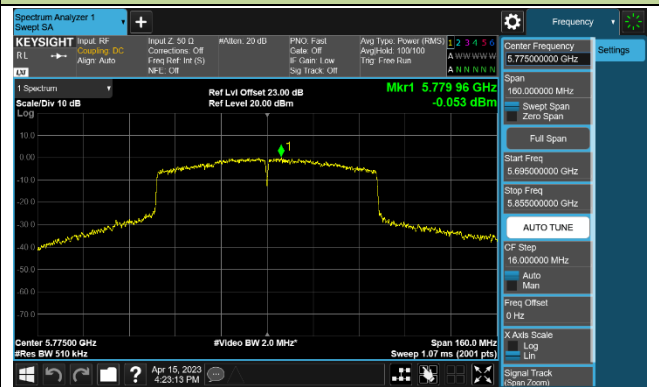 Spectrum Analyzer 1
Swept SA
Frequency
KEYSIGHT
RL
LXI
Input: RF
Coupling: DC
Align: Auto
Input Z: 50 Ω
Corrections: Off
Freq Ref: Int (S)
NFE: Off
#Atten: 20 dB
PNO: Fast
Gate: Off
IF Gain: Low
Sig Track: Off
Avg Type: Power (RMS)
Avg|Hold: 100/100
Trig: Free Run
1 2 3 4 5 6
A W W W W W
A N N N N N
1 Spectrum
Scale/Div 10 dB
Log
Ref Lvl Offset 23.00 dB
Ref Level 20.00 dBm
Mkr1 5.779 96 GHz
-0.053 dBm
1
10.0
0.00
-10.0
-20.0
-30.0
-40.0
-50.0
-60.0
-70.0
Center 5.77500 GHz
#Res BW 510 kHz
#Video BW 2.0 MHz*
Span 160.0 MHz
Sweep 1.07 ms (2001 pts)
Apr 15, 2023
4:23:13 PM
Center Frequency
5.775000000 GHz
Settings
Span
160.000000 MHz
Swept Span
Zero Span
Full Span
Start Freq
5.695000000 GHz
Stop Freq
5.855000000 GHz
AUTO TUNE
CF Step
16.000000 MHz
Auto
Man
Freq Offset
0 Hz
X Axis Scale
Log
Lin
Signal Track
(Span Zoom)